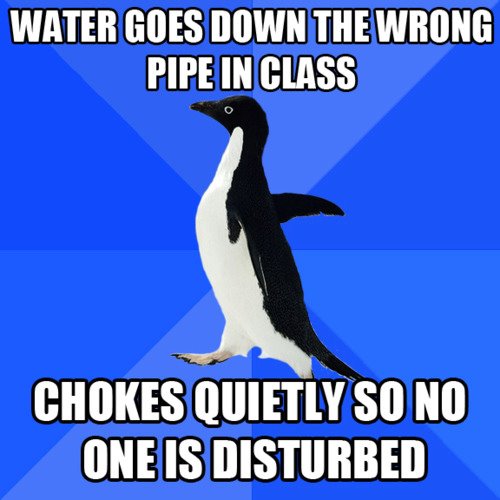 WATER GOES DOWN THE WRONG
PIPE IN CLASS
CHOKES QUIETLY SO NO
ONE IS DISTURBED